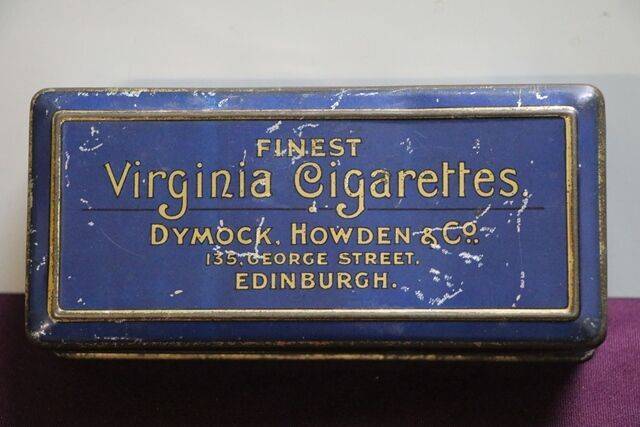 FINEST
Virginia Cigarettes.
DYMOCK, HOWDEN & Co.
135, GEORGE STREET,
EDINBURGH.